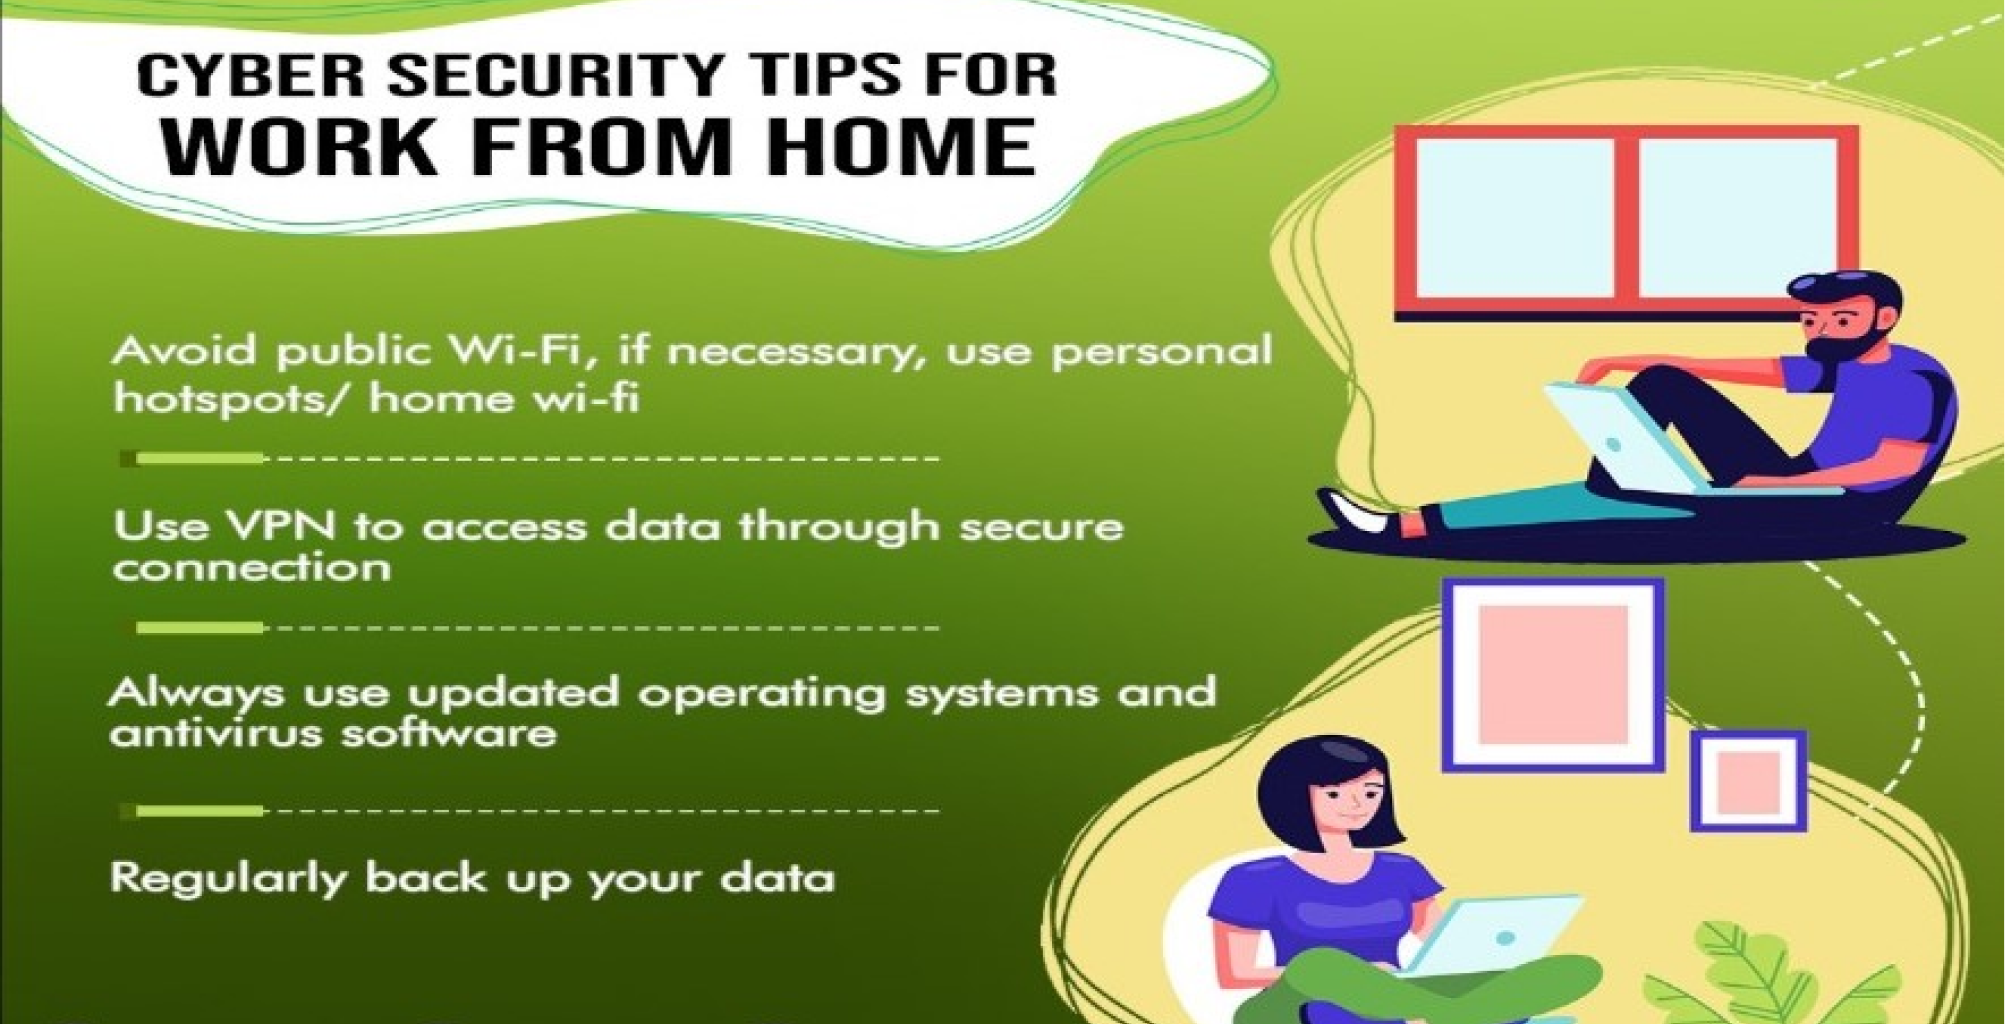 CYBER SECURITY TIPS FOR
WORK FROM HOME
Avoid public Wi-Fi, if necessary, use personal
hotspots/ home wi-fi
Use VPN to access data through secure
connection
Always use updated operating systems and
antivirus software
Regularly back up your data